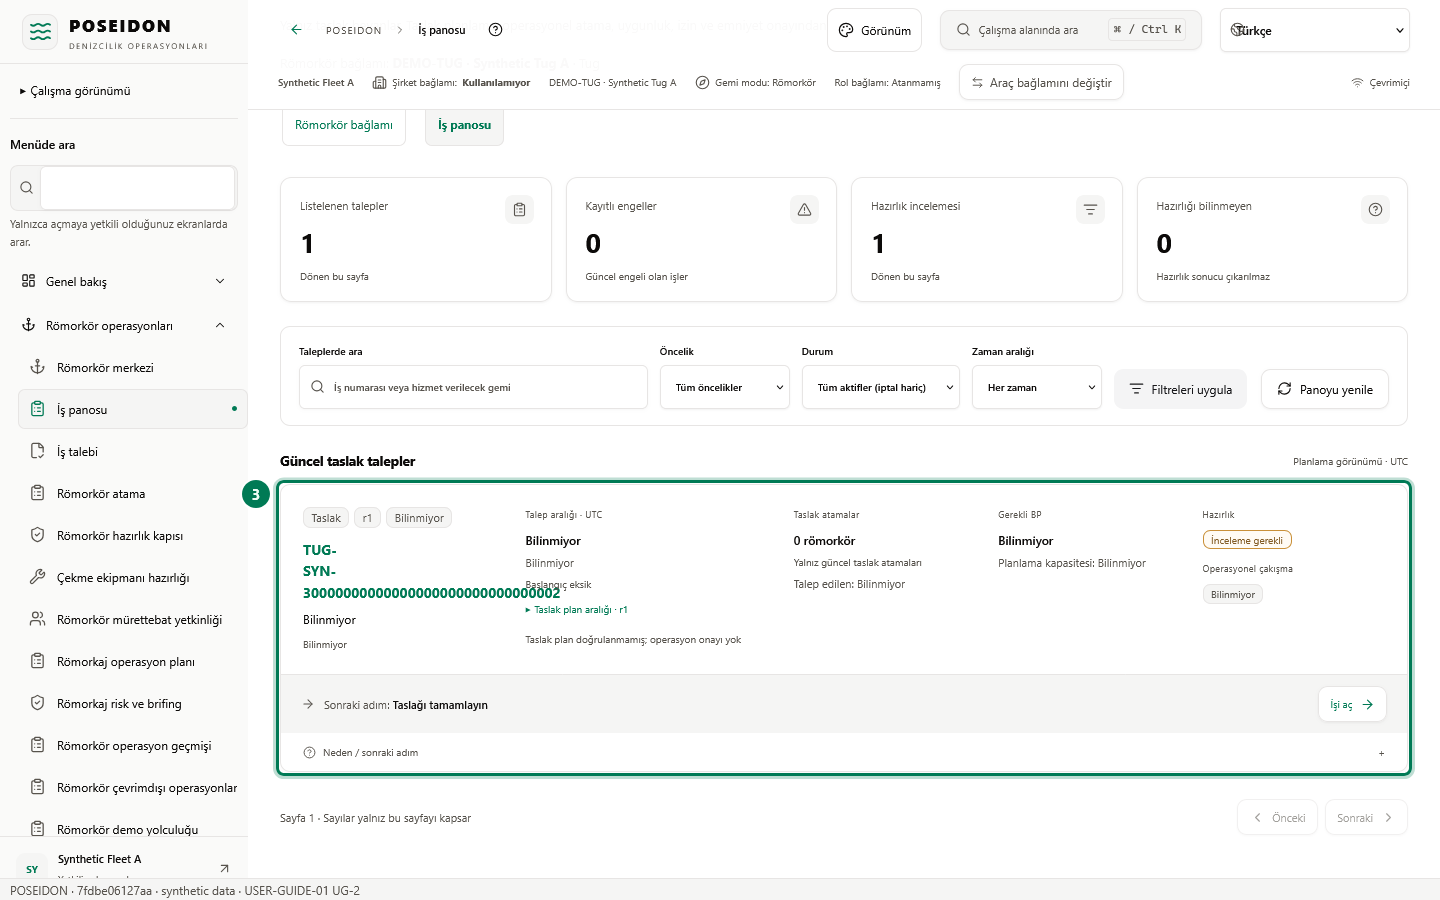 POSEIDON
DENİZCİLİK OPERASYONLARI
Çalışma görünümü
Menüde ara
Yalnızca açmaya yetkili olduğunuz ekranlarda
arar.
Genel bakış
Römorkör operasyonları
Römorkör merkezi
İş panosu
İş talebi
Römorkör atama
Römorkör hazırlık kapısı
Çekme ekipmanı hazırlığı
Römorkör mürettebat yetkinliği
Römorkaj operasyon planı
Römorkaj risk ve brifing
Römorkör operasyon geçmişi
Römorkör çevrimdışı operasyonlar
Römorkör demo yolculuğu
SY
Synthetic Fleet A
POSEIDON
İş panosu
Görünüm
Çalışma alanında ara
⌘ / Ctrl K
Türkçe
Synthetic Fleet A
Şirket bağlamı: Kullanılamıyor
DEMO-TUG · Synthetic Tug A
Gemi modu: Römorkör
Rol bağlamı: Atanmamış
Araç bağlamını değiştir
Çevrimiçi
Römorkör bağlamı
İş panosu
Listelenen talepler
1
Dönen bu sayfa
Kayıtlı engeller
0
Güncel engeli olan işler
Hazırlık incelemesi
1
Dönen bu sayfa
Hazırlığı bilinmeyen
0
Hazırlık sonucu çıkarılmaz
Taleplerde ara
İş numarası veya hizmet verilecek gemi
Öncelik
Tüm öncelikler
Durum
Tüm aktifler (iptal hariç)
Zaman aralığı
Her zaman
Filtreleri uygula
Panoyu yenile
Güncel taslak talepler
Planlama görünümü · UTC
3
Taslak
r1
Bilinmiyor
TUG-
SYN-
Bilinmiyor
Bilinmiyor
Talep aralığı · UTC
Bilinmiyor
Bilinmiyor
Başlangıç eksik
Taslak plan aralığı · r1
Taslak plan doğrulanmamış; operasyon onayı yok
Taslak atamalar
0 römorkör
Yalnız güncel taslak atamaları
Talep edilen: Bilinmiyor
Gerekli BP
Bilinmiyor
Planlama kapasitesi: Bilinmiyor
Hazırlık
İnceleme gerekli
Operasyonel çakışma
Bilinmiyor
Sonraki adım: Taslağı tamamlayın
İşi aç
Neden / sonraki adım
+
Sayfa 1 · Sayılar yalnız bu sayfayı kapsar
Önceki
Sonraki
POSEIDON · 7fdbe06127aa · synthetic data · USER-GUIDE-01 UG-2